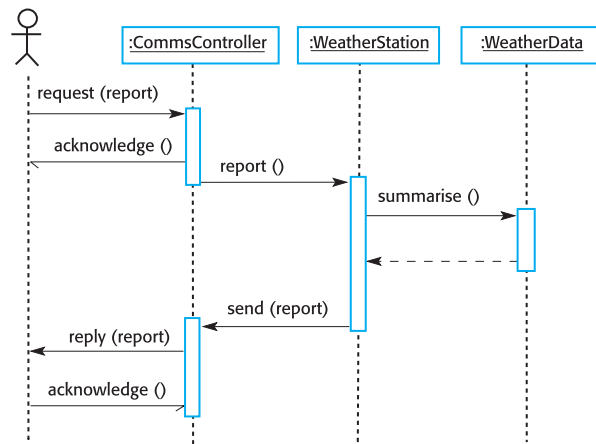 :CommsController
:WeatherStation
:WeatherData
request (report)
acknowledge ()
report ()
summarise ()
send (report)
reply (report)
acknowledge ()